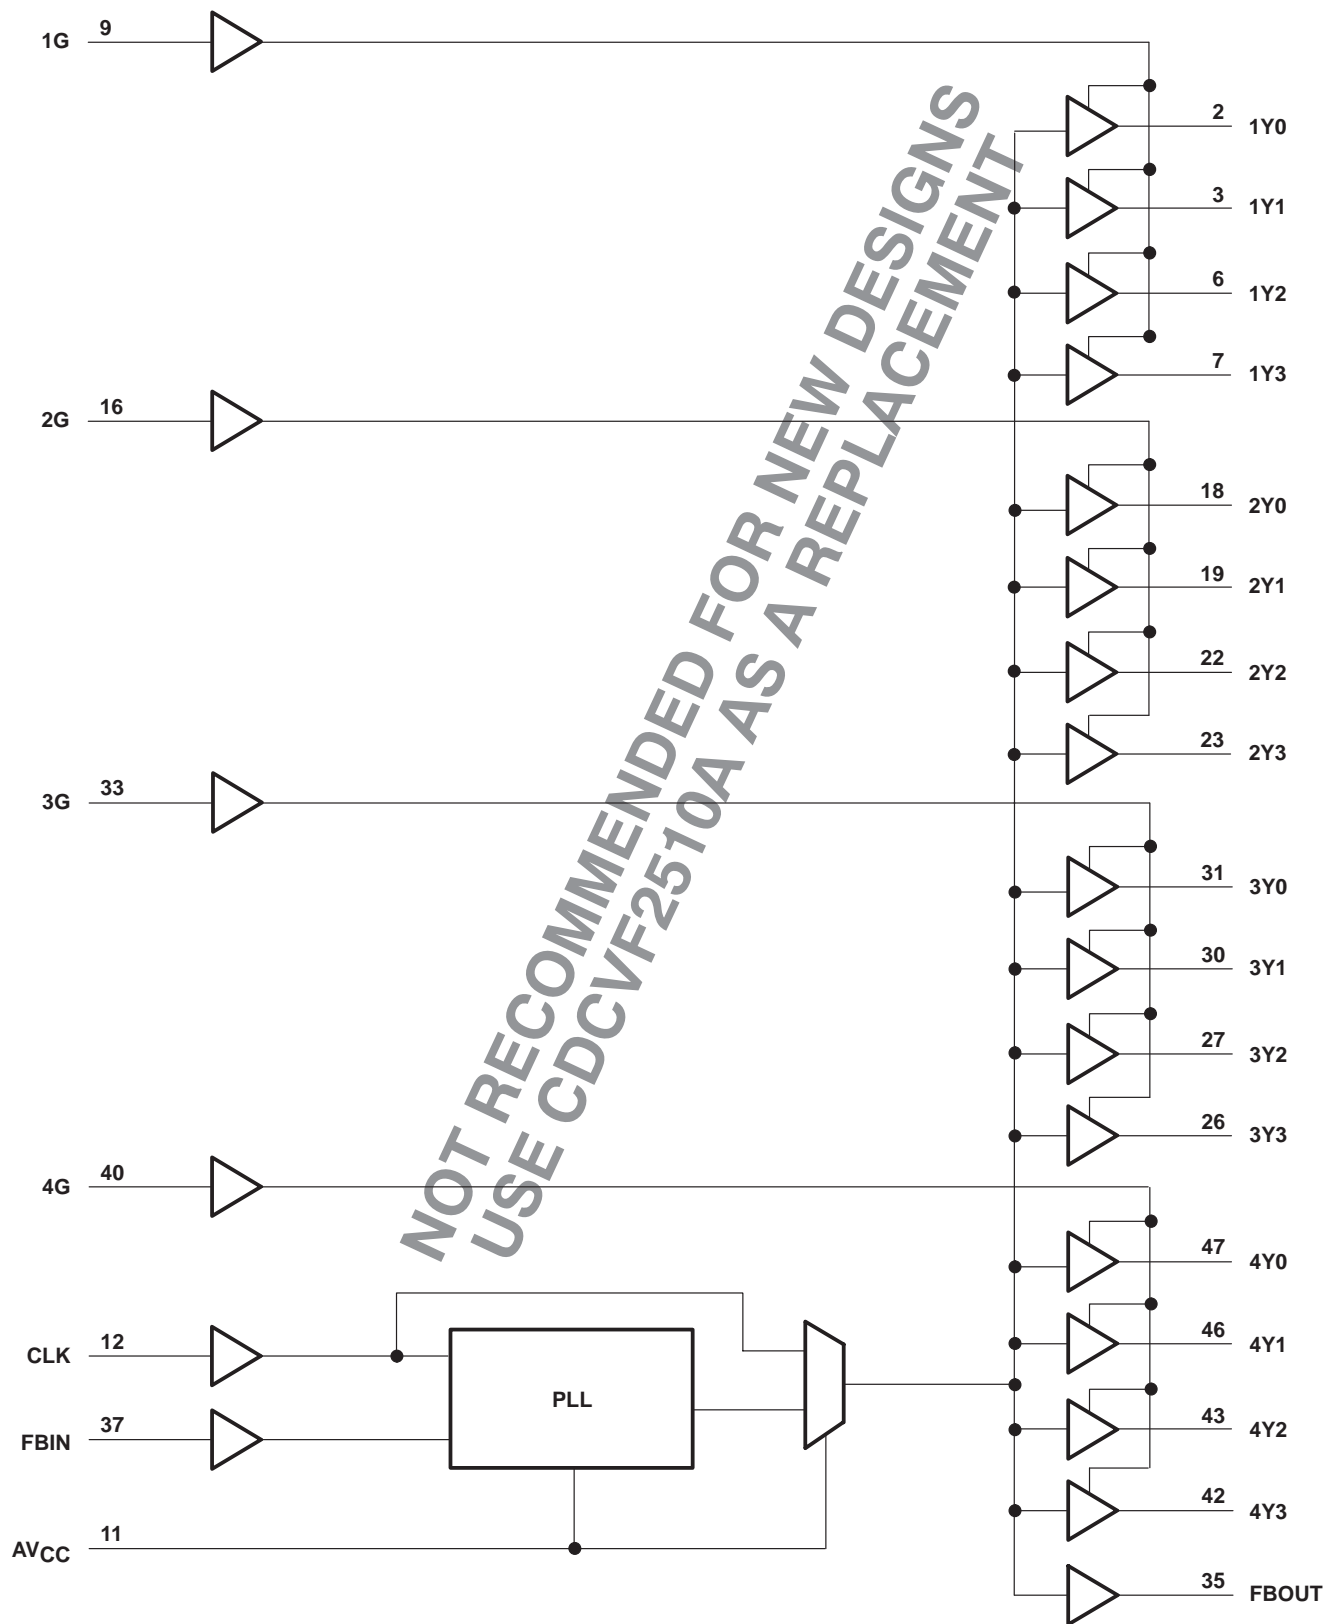 1G 9
2 1Y0
3 1Y1
6 1Y2
7 1Y3
2G 16
18 2Y0
19 2Y1
22 2Y2
23 2Y3
3G 33
31 3Y0
30 3Y1
27 3Y2
26 3Y3
4G 40
47 4Y0
CLK 12
46 4Y1
PLL
FBIN 37
43 4Y2
42 4Y3
AVCC 11
35 FBOUT
NOT RECOMMENDED FOR NEW DESIGNS
USE CDCVF2510A AS A REPLACEMENT